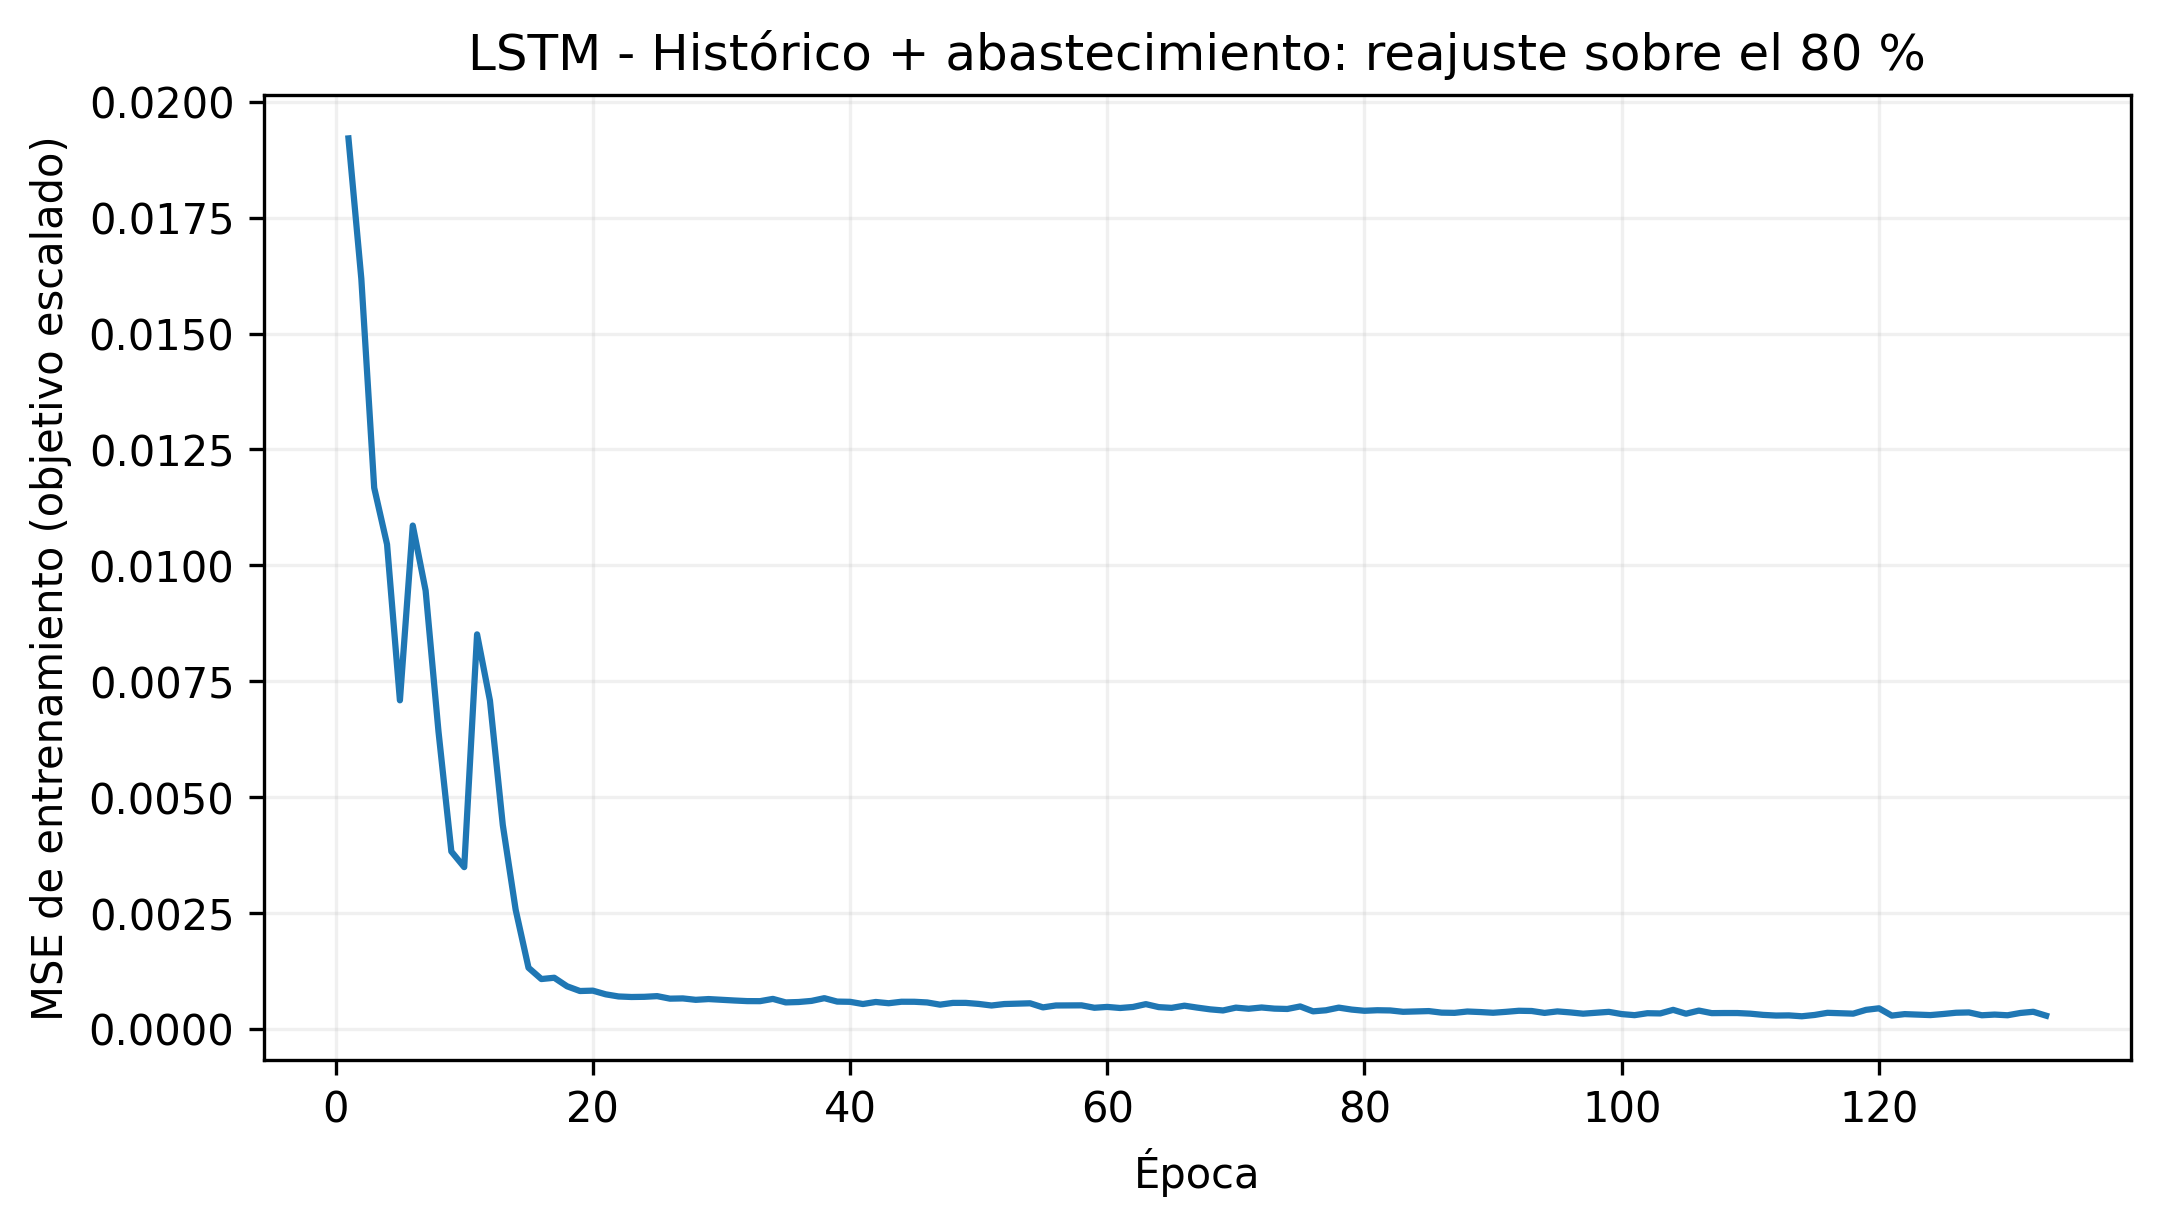 LSTM - Histórico + abastecimiento: reajuste sobre el 80 %
MSE de entrenamiento (objetivo escalado)
0.0200
0.0175
0.0150
0.0125
0.0100
0.0075
0.0050
0.0025
0.0000
0 20 40 60 80 100 120
Época